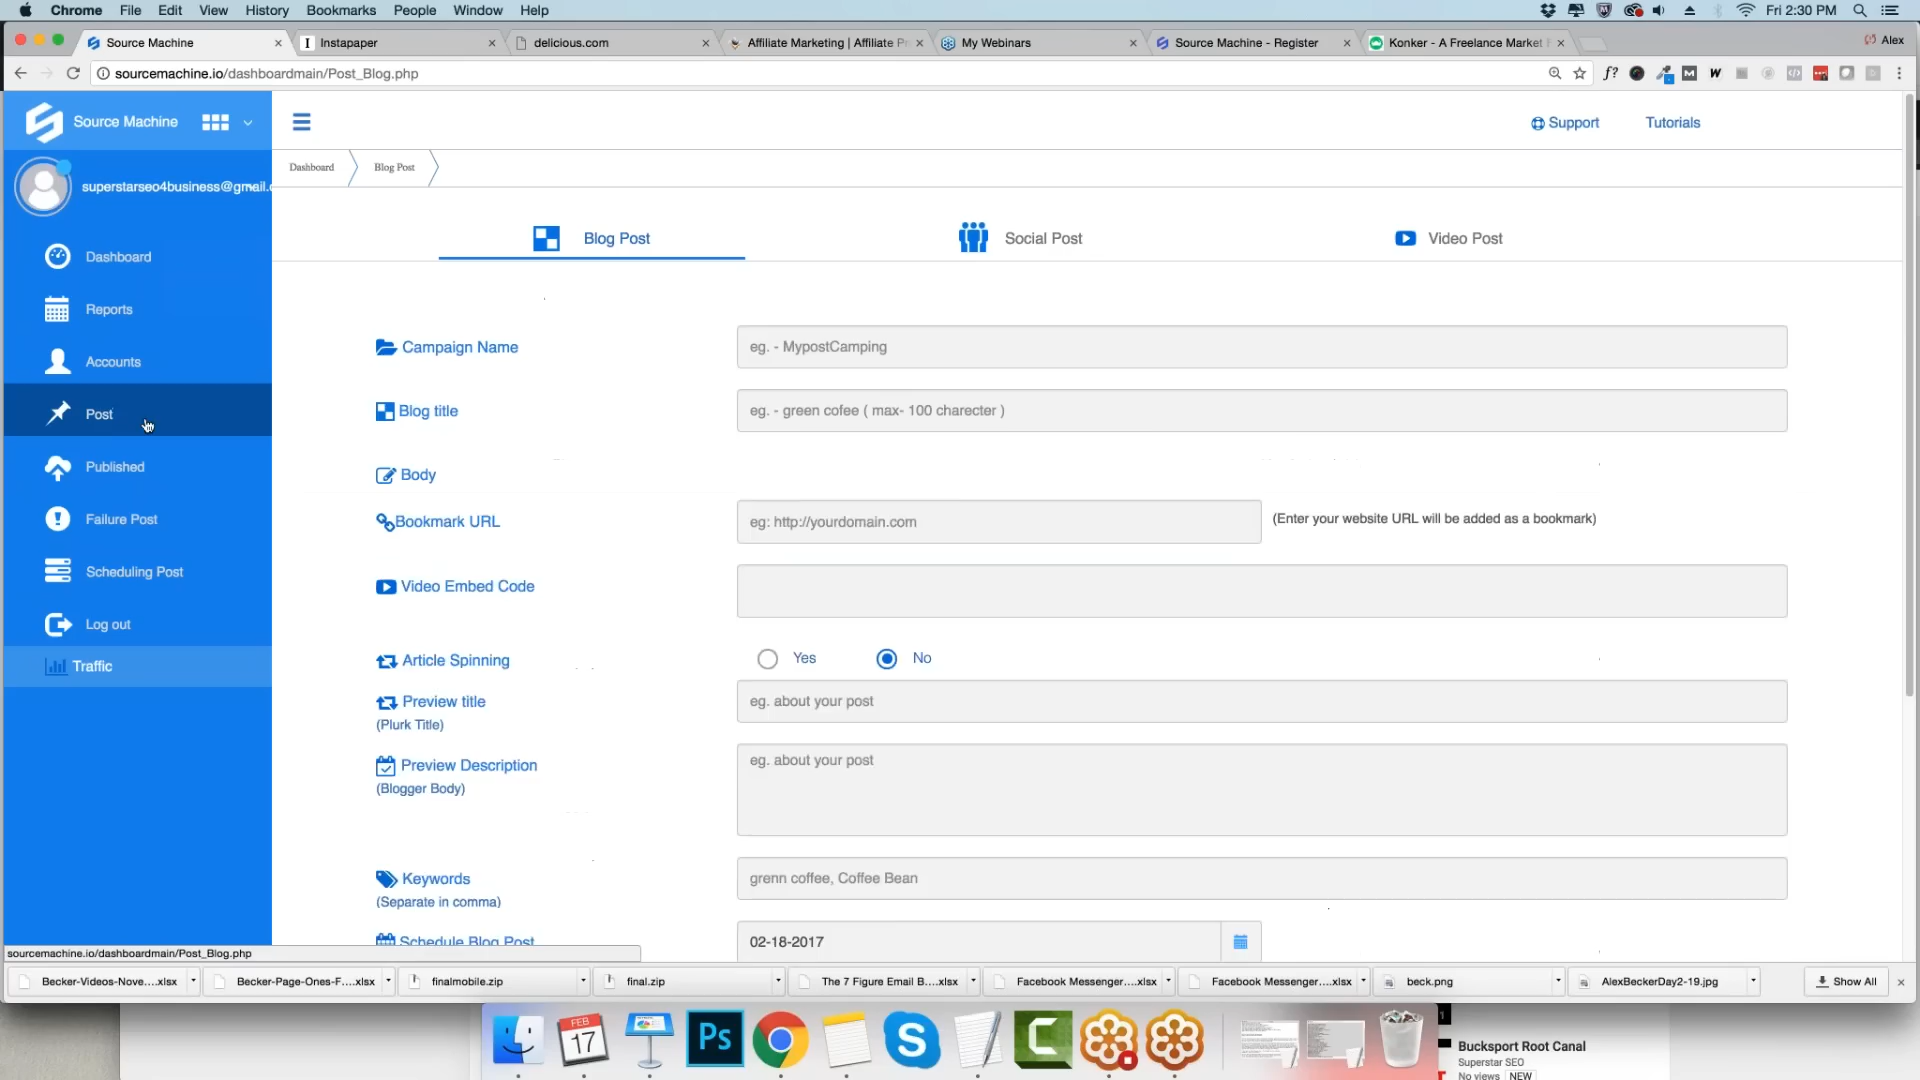 Chrome File Edit View History Bookmarks People Window Help Fri 2:30 PM
Source Machine Instapaper delicious.com Affiliate Marketing | Affiliate Pr My Webinars Source Machine - Register Konker - A Freelance Market Alex
sourcemachine.io/dashboardmain/Post_Blog.php
Source Machine
Support Tutorials
superstarseo4business@gmail.c
Dashboard Blog Post
Blog Post Social Post Video Post
Dashboard
Reports
Accounts
Post
Published
Failure Post
Scheduling Post
Log out
Traffic
Campaign Name eg. - MypostCamping
Blog title eg. - green cofee ( max- 100 charecter )
Body
Bookmark URL eg: http://yourdomain.com (Enter your website URL will be added as a bookmark)
Video Embed Code
Article Spinning Yes No
Preview title eg. about your post
(Plurk Title)
Preview Description eg. about your post
(Blogger Body)
Keywords grenn coffee, Coffee Bean
(Separate in comma)
Schedule Blog Post 02-18-2017
sourcemachine.io/dashboardmain/Post_Blog.php
Becker-Videos-Nove....xlsx Becker-Page-Ones-F....xlsx finalmobile.zip final.zip The 7 Figure Email B....xlsx Facebook Messenger....xlsx Facebook Messenger....xlsx beck.png AlexBeckerDay2-19.jpg Show All
FEB
17
Ps
Bucksport Root Canal
Superstar SEO
No views NEW